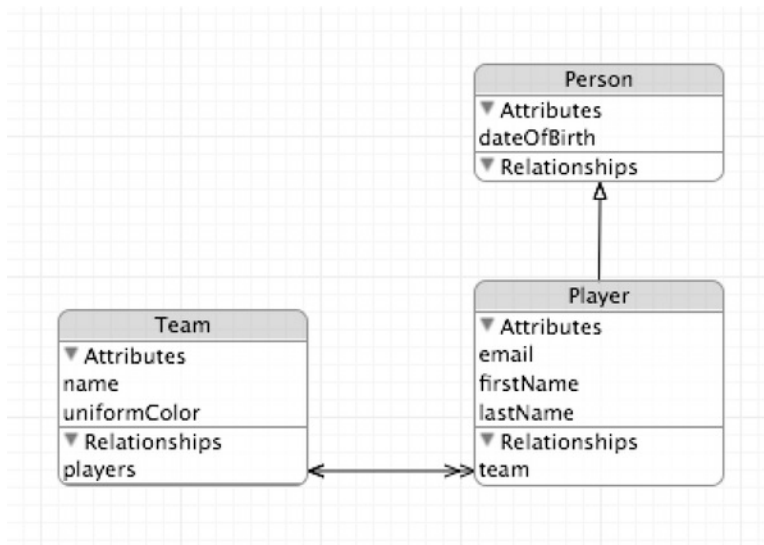 Person
Attributes
dateOfBirth
Relationships
Player
Attributes
email
firstName
lastName
Relationships
team
Team
Attributes
name
uniformColor
Relationships
players